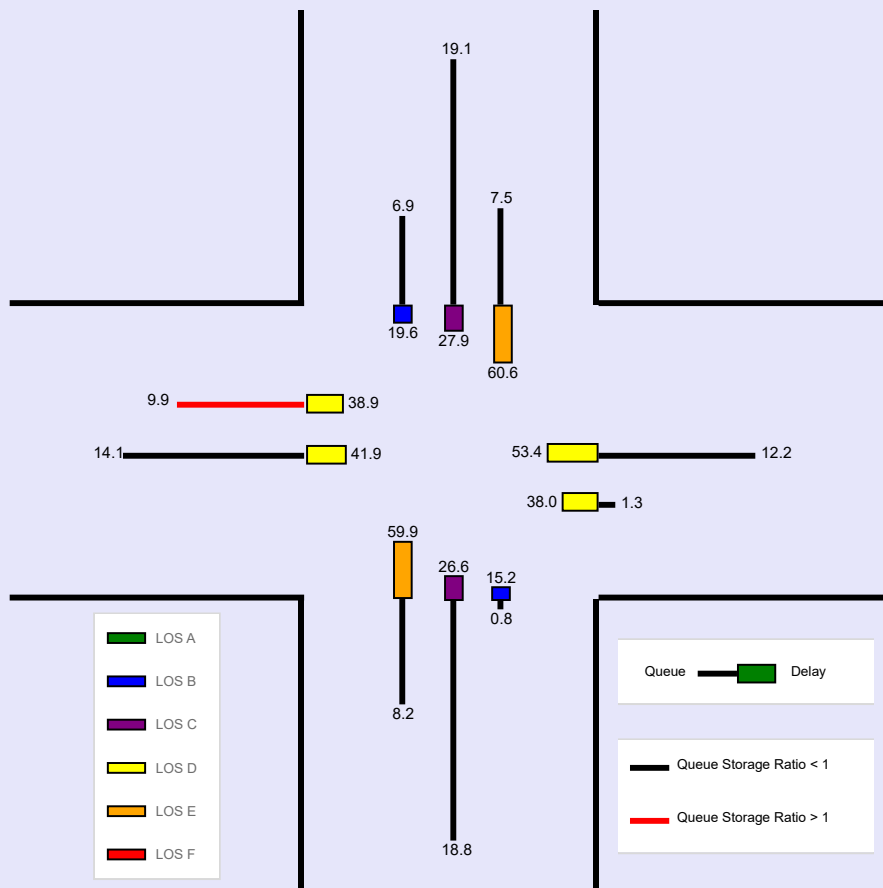 19.1
6.9
7.5
19.6
27.9
60.6
9.9
38.9
14.1
41.9
53.4
12.2
38.0
1.3
59.9
26.6
15.2
0.8
8.2
18.8
LOS A
LOS B
LOS C
LOS D
LOS E
LOS F
Queue Delay
Queue Storage Ratio < 1
Queue Storage Ratio > 1